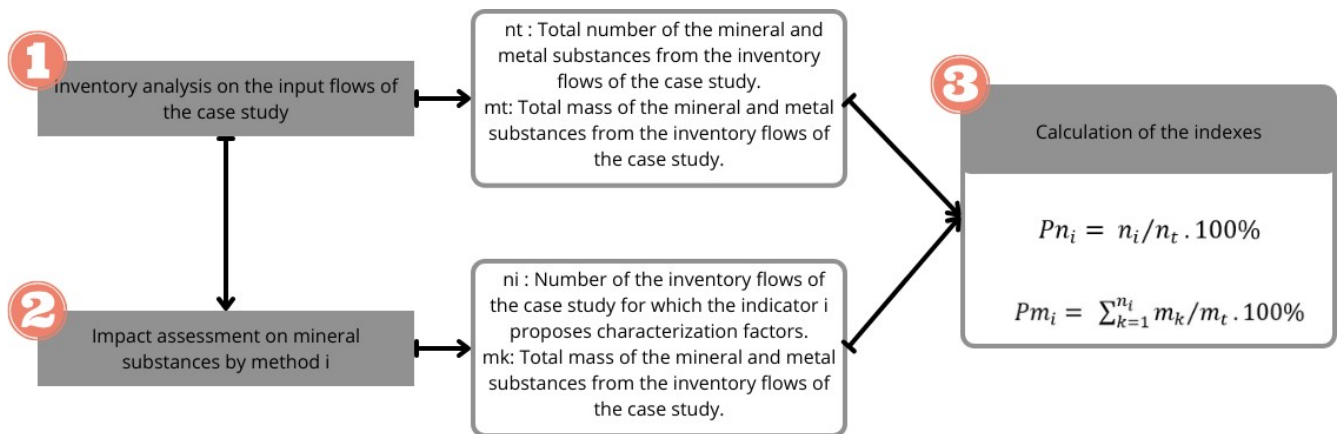 1
Inventory analysis on the input flows of
the case study
nt : Total number of the mineral and
metal substances from the inventory
flows of the case study.
mt: Total mass of the mineral and metal
substances from the inventory flows of
the case study.
2
Impact assessment on mineral
substances by method i
ni : Number of the inventory flows of
the case study for which the indicator i
proposes characterization factors.
mk: Total mass of the mineral and metal
substances from the inventory flows of
the case study.
3
Calculation of the indexes
Pn_i = n_i/n_t . 100%
Pm_i = ∑_{k=1}^{n_i} m_k/m_t . 100%